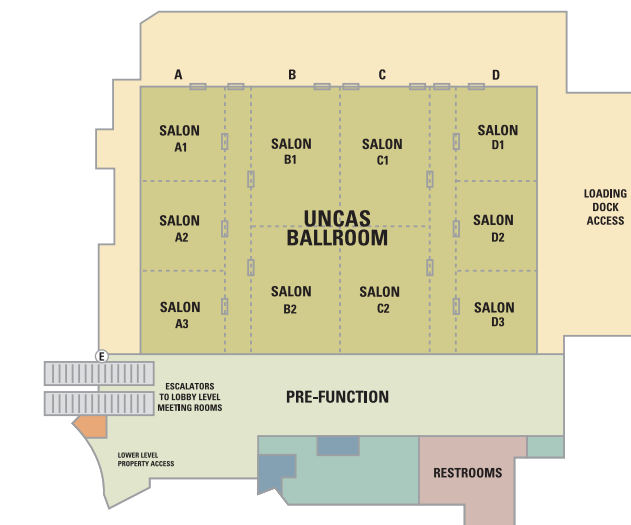 A B C D
SALON
A1
SALON
B1
SALON
C1
SALON
D1
LOADING
DOCK
ACCESS
SALON
A2
UNCAS
BALLROOM
SALON
D2
SALON
A3
SALON
B2
SALON
C2
SALON
D3
E
ESCALATORS
TO LOBBY LEVEL
MEETING ROOMS
PRE-FUNCTION
LOWER LEVEL
PROPERTY ACCESS
RESTROOMS